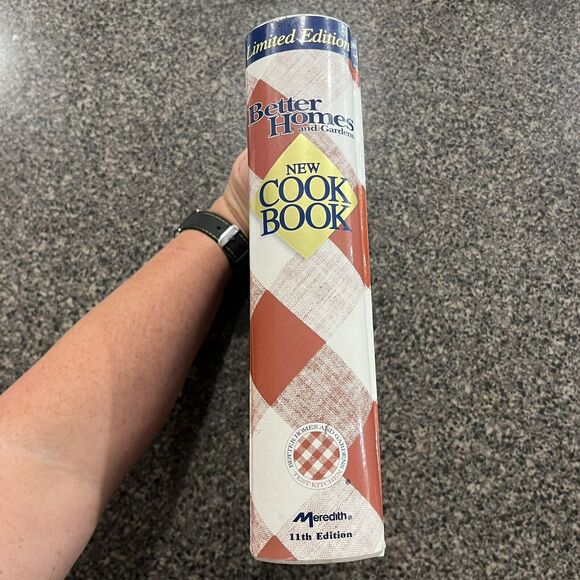 Limited Edition
Better
Homes
and Gardens
NEW
COOK
BOOK
BETTER HOMES AND GARDENS
TEST KITCHEN
®
Meredith®
11th Edition